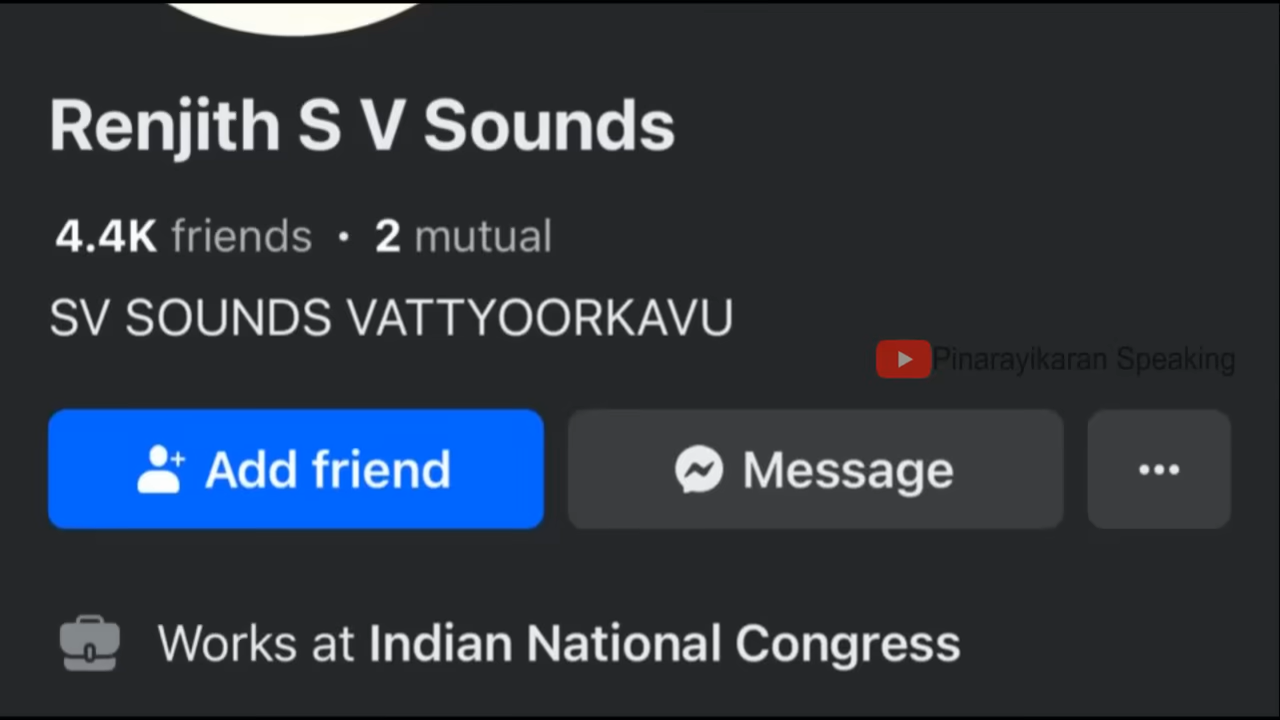 Renjith S V Sounds
4.4K friends · 2 mutual
SV SOUNDS VATTYOORKAVU
Pinarayikaran Speaking
Add friend
Message
Works at Indian National Congress